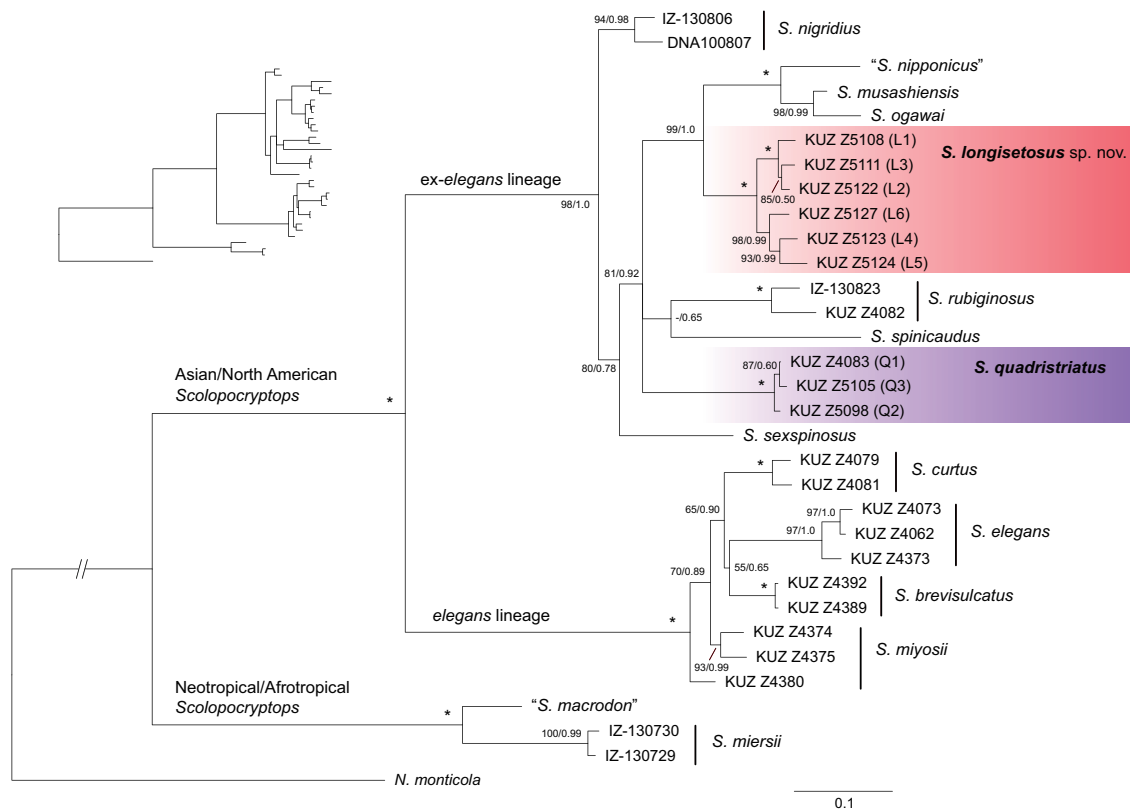 94/0.98
IZ-130806
DNA100807
S. nigridius
*
“S. nipponicus”
S. musashiensis
98/0.99
S. ogawai
99/1.0
KUZ Z5108 (L1)
S. longisetosus sp. nov.
*
KUZ Z5111 (L3)
*
KUZ Z5122 (L2)
85/0.50
KUZ Z5127 (L6)
98/0.99
KUZ Z5123 (L4)
93/0.99
KUZ Z5124 (L5)
ex-elegans lineage
98/1.0
81/0.92
*
IZ-130823
KUZ Z4082
S. rubiginosus
-/0.65
S. spinicaudus
80/0.78
87/0.60
KUZ Z4083 (Q1)
S. quadristriatus
*
KUZ Z5105 (Q3)
KUZ Z5098 (Q2)
S. sexspinosus
Asian/North American
Scolopocryptops
*
*
KUZ Z4079
KUZ Z4081
S. curtus
65/0.90
97/1.0
KUZ Z4073
97/1.0
KUZ Z4062
KUZ Z4373
S. elegans
70/0.89
55/0.65
*
KUZ Z4392
KUZ Z4389
S. brevisulcatus
elegans lineage
*
KUZ Z4374
93/0.99
KUZ Z4375
KUZ Z4380
S. miyosii
Neotropical/Afrotropical
Scolopocryptops
*
“S. macrodon”
100/0.99
IZ-130730
IZ-130729
S. miersii
N. monticola
0.1